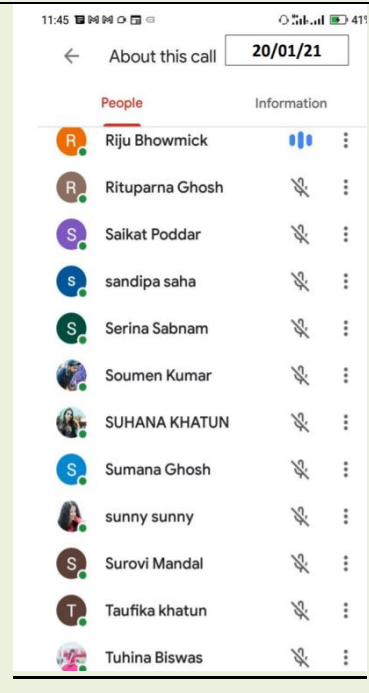 11:45 41%
About this call 20/01/21
People Information
R Riju Bhowmick
R Rituparna Ghosh
S Saikat Poddar
s sandipa saha
S Serina Sabnam
Soumen Kumar
SUHANA KHATUN
S Sumana Ghosh
sunny sunny
S Surovi Mandal
T Taufika khatun
Tuhina Biswas